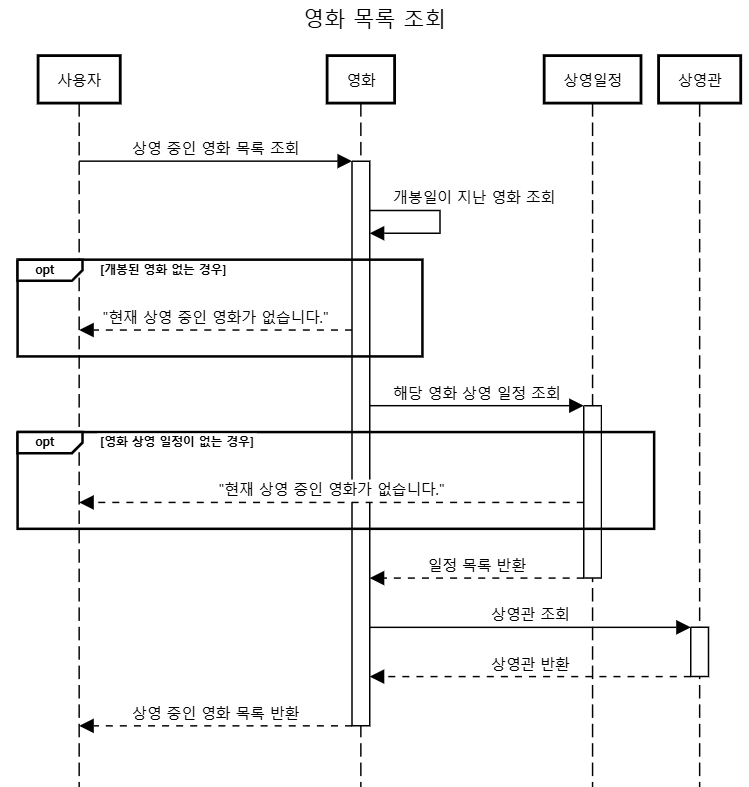 영화 목록 조회
사용자
영화
상영일정
상영관
상영 중인 영화 목록 조회
개봉일이 지난 영화 조회
opt
[개봉된 영화 없는 경우]
"현재 상영 중인 영화가 없습니다."
해당 영화 상영 일정 조회
opt
[영화 상영 일정이 없는 경우]
"현재 상영 중인 영화가 없습니다."
일정 목록 반환
상영관 조회
상영관 반환
상영 중인 영화 목록 반환